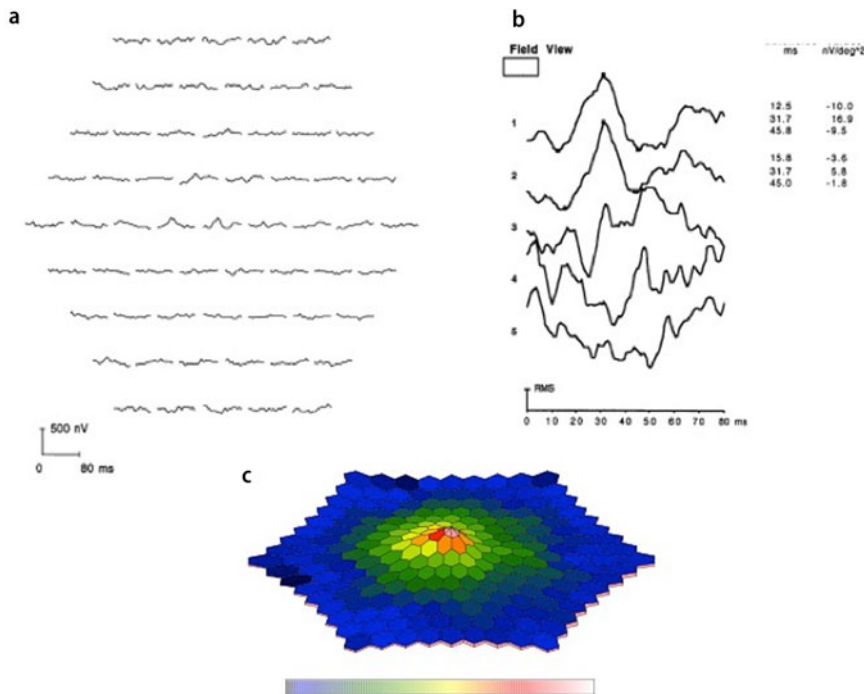 a
500 nV
0 80 ms
b
Field View
ms nV/deg^2
1
12.5 -10.0
31.7 16.9
45.8 -9.5
2
15.8 -3.6
31.7 5.8
45.0 -1.8
3
4
5
RMS
0 10 20 30 40 50 60 70 80 ms
c